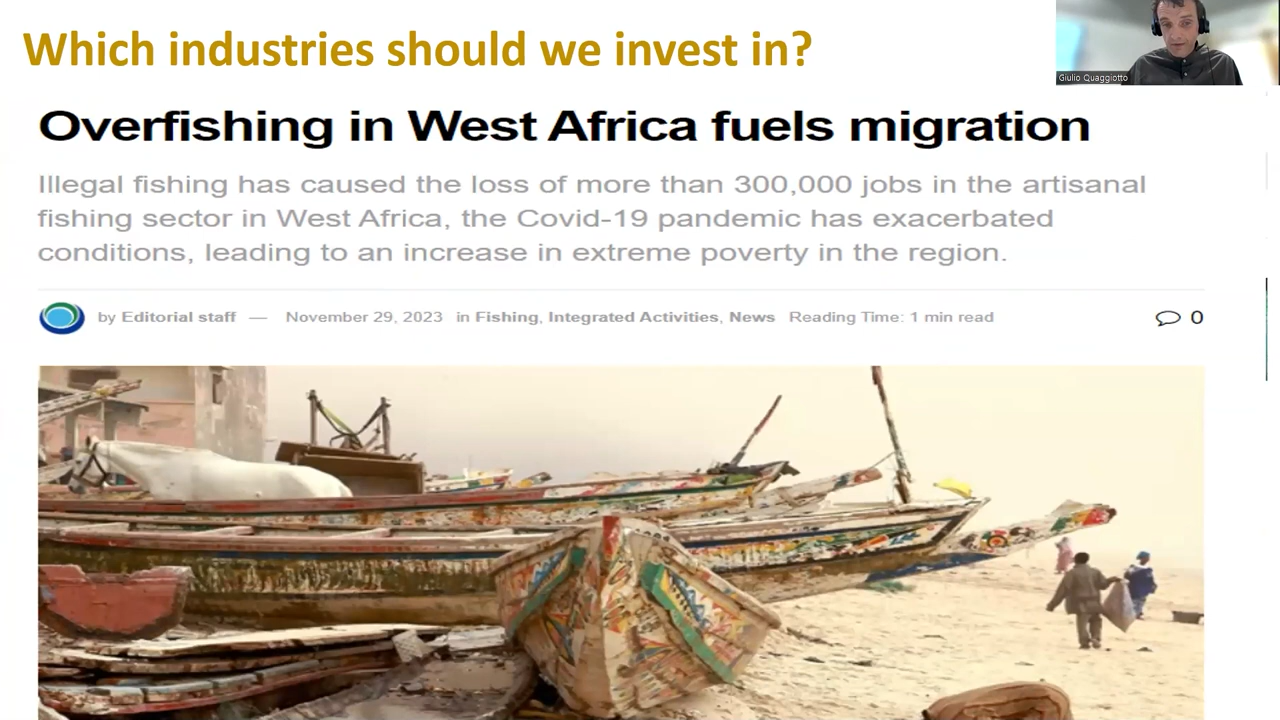 Which industries should we invest in?
Giulio Quaggiotto
Overfishing in West Africa fuels migration
Illegal fishing has caused the loss of more than 300,000 jobs in the artisanal
fishing sector in West Africa, the Covid-19 pandemic has exacerbated
conditions, leading to an increase in extreme poverty in the region.
by Editorial staff — November 29, 2023 in Fishing, Integrated Activities, News Reading Time: 1 min read 0